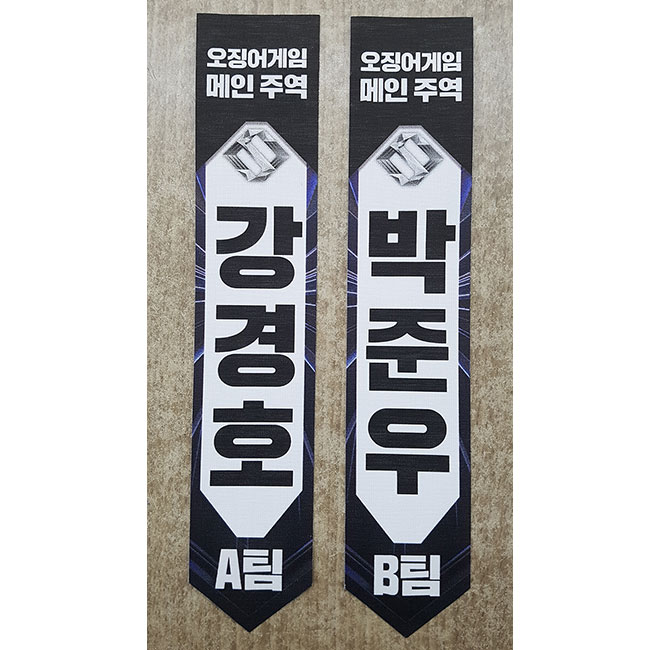 오징어게임
메인 주역
강경호
A팀
오징어게임
메인 주역
박준우
B팀